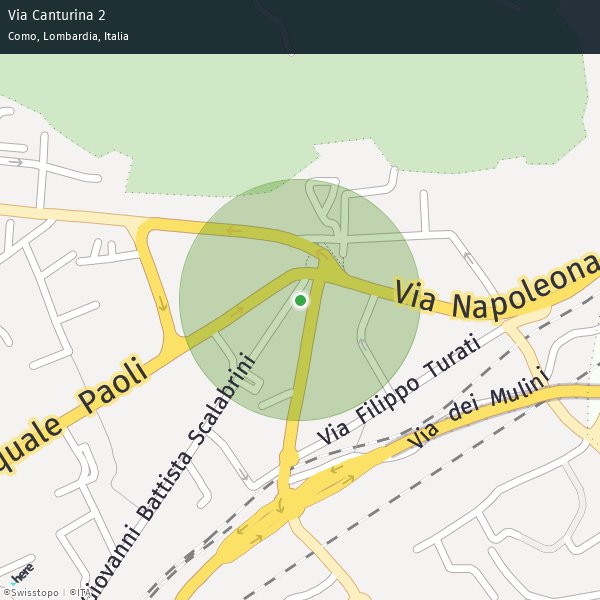 Via Canturina 2
Como, Lombardia, Italia
Via Napoleona
Via Filippo Turati
Via dei Mulini
quale Paoli
Giovanni Battista Scalabrini
here
©Swisstopo | ©ITA